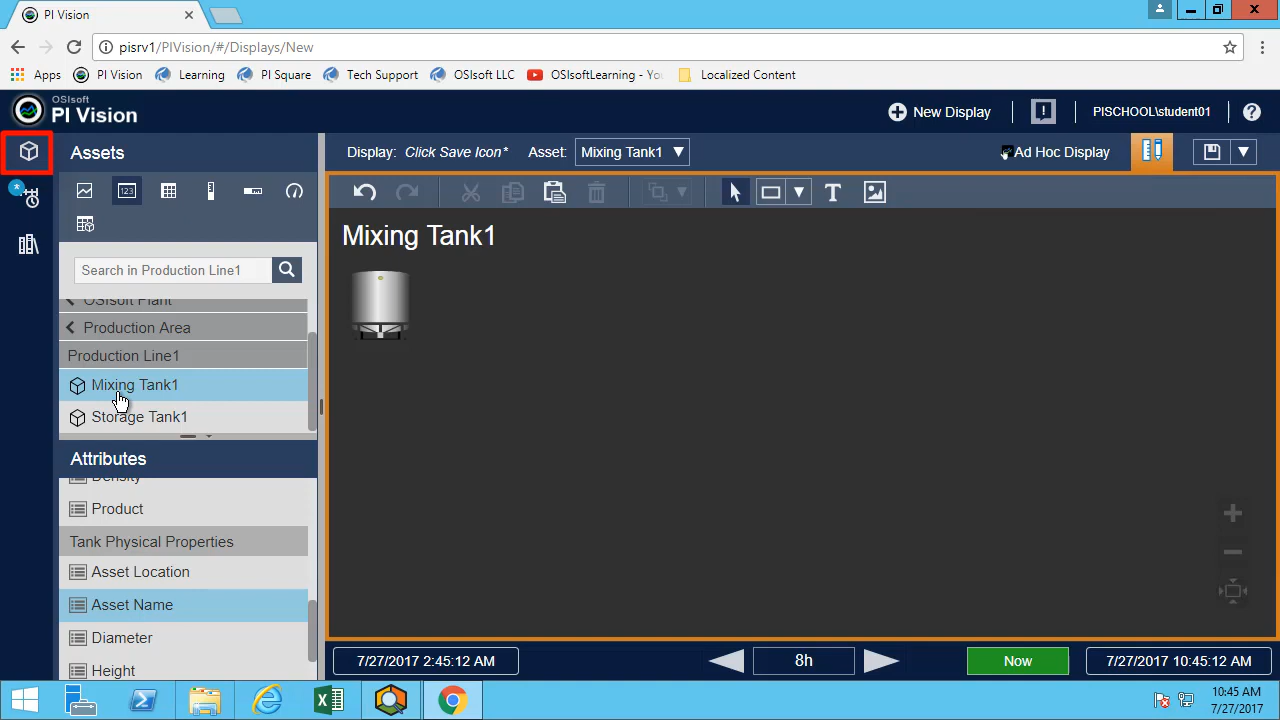 PI Vision
pisrv1/PIVision/#/Displays/New
Apps PI Vision Learning PI Square Tech Support OSIsoft LLC OSIsoftLearning - Yo Localized Content
OSIsoft
PI Vision
New Display PISCHOOL\student01
Assets
Display: Click Save Icon* Asset: Mixing Tank1 Ad Hoc Display
123
Mixing Tank1
Search in Production Line1
OSIsoft Plant
Production Area
Production Line1
Mixing Tank1
Storage Tank1
Attributes
Density
Product
Tank Physical Properties
Asset Location
Asset Name
Diameter
Height
7/27/2017 2:45:12 AM 8h Now 7/27/2017 10:45:12 AM
10:45 AM
7/27/2017